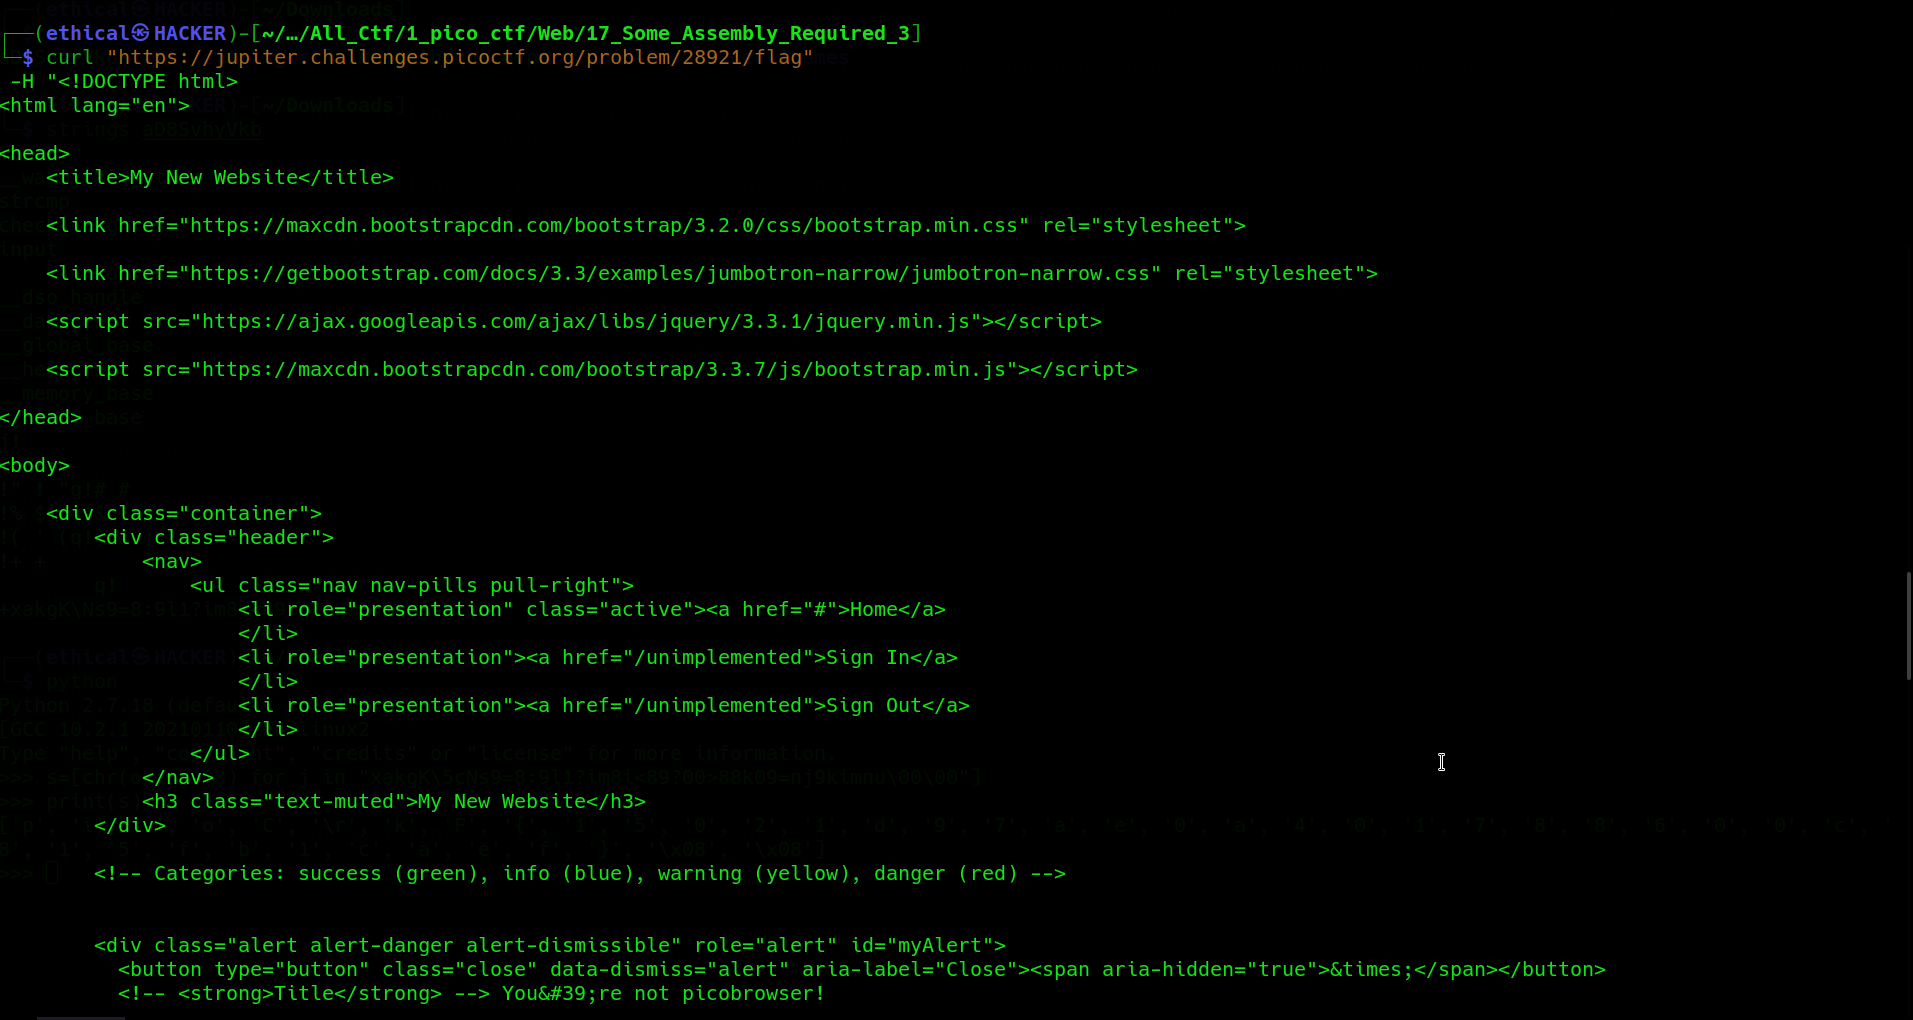 ┌──(ethical㉿HACKER)-[~/…/All_Ctf/1_pico_ctf/Web/17_Some_Assembly_Required_3]
└─$ curl "https://jupiter.challenges.picoctf.org/problem/28921/flag"
-H "<!DOCTYPE html>
<html lang="en">
<head>
<title>My New Website</title>
<link href="https://maxcdn.bootstrapcdn.com/bootstrap/3.2.0/css/bootstrap.min.css" rel="stylesheet">
<link href="https://getbootstrap.com/docs/3.3/examples/jumbotron-narrow/jumbotron-narrow.css" rel="stylesheet">
<script src="https://ajax.googleapis.com/ajax/libs/jquery/3.3.1/jquery.min.js"></script>
<script src="https://maxcdn.bootstrapcdn.com/bootstrap/3.3.7/js/bootstrap.min.js"></script>
</head>
<body>
<div class="container">
<div class="header">
<nav>
<ul class="nav nav-pills pull-right">
<li role="presentation" class="active"><a href="#">Home</a>
</li>
<li role="presentation"><a href="/unimplemented">Sign In</a>
</li>
<li role="presentation"><a href="/unimplemented">Sign Out</a>
</li>
</ul>
</nav>
<h3 class="text-muted">My New Website</h3>
</div>
<!-- Categories: success (green), info (blue), warning (yellow), danger (red) -->
<div class="alert alert-danger alert-dismissible" role="alert" id="myAlert">
<button type="button" class="close" data-dismiss="alert" aria-label="Close"><span aria-hidden="true">&times;</span></button>
<!-- <strong>Title</strong> --> You&#39;re not picobrowser!